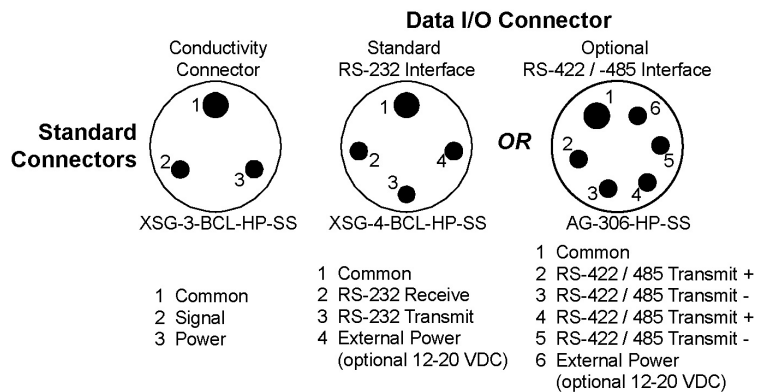 Data I/O Connector
Conductivity
Connector
Standard
RS-232 Interface
Optional
RS-422 / -485 Interface
Standard
Connectors
1
2
3
1
2
3
4
OR
1
2
3
4
5
6
XSG-3-BCL-HP-SS
XSG-4-BCL-HP-SS
AG-306-HP-SS
1 Common
2 Signal
3 Power
1 Common
2 RS-232 Receive
3 RS-232 Transmit
4 External Power
(optional 12-20 VDC)
1 Common
2 RS-422 / 485 Transmit +
3 RS-422 / 485 Transmit -
4 RS-422 / 485 Transmit +
5 RS-422 / 485 Transmit -
6 External Power
(optional 12-20 VDC)